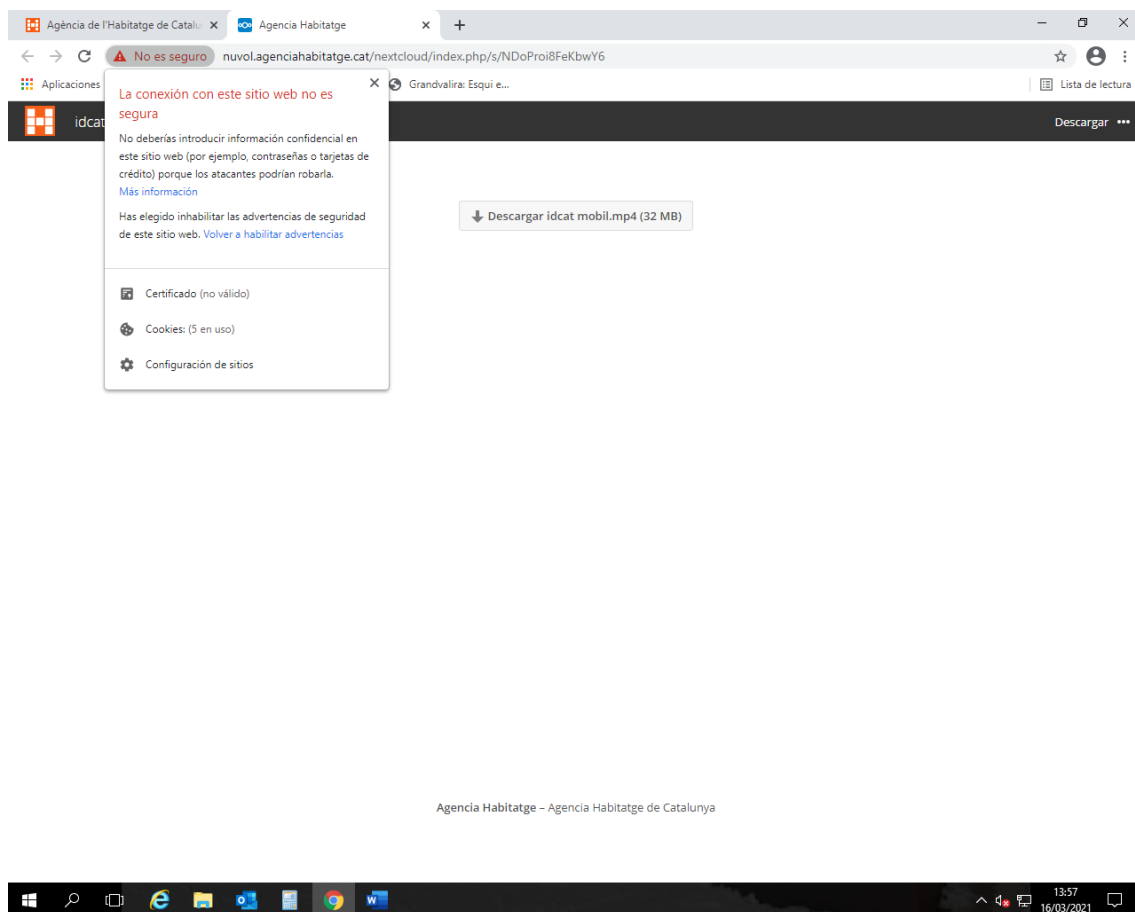 Agència de l'Habitatge de Catalu
Agencia Habitatge
No es seguro
nuvol.agenciahabitatge.cat/nextcloud/index.php/s/NDoProi8FeKbwY6
Aplicaciones
Grandvalira: Esqui e...
Lista de lectura
idcat
Descargar
La conexión con este sitio web no es
segura
No deberías introducir información confidencial en
este sitio web (por ejemplo, contraseñas o tarjetas de
crédito) porque los atacantes podrían robarla.
Más información
Has elegido inhabilitar las advertencias de seguridad
de este sitio web. Volver a habilitar advertencias
Certificado (no válido)
Cookies: (5 en uso)
Configuración de sitios
Descargar idcat mobil.mp4 (32 MB)
Agencia Habitatge – Agencia Habitatge de Catalunya
13:57
16/03/2021